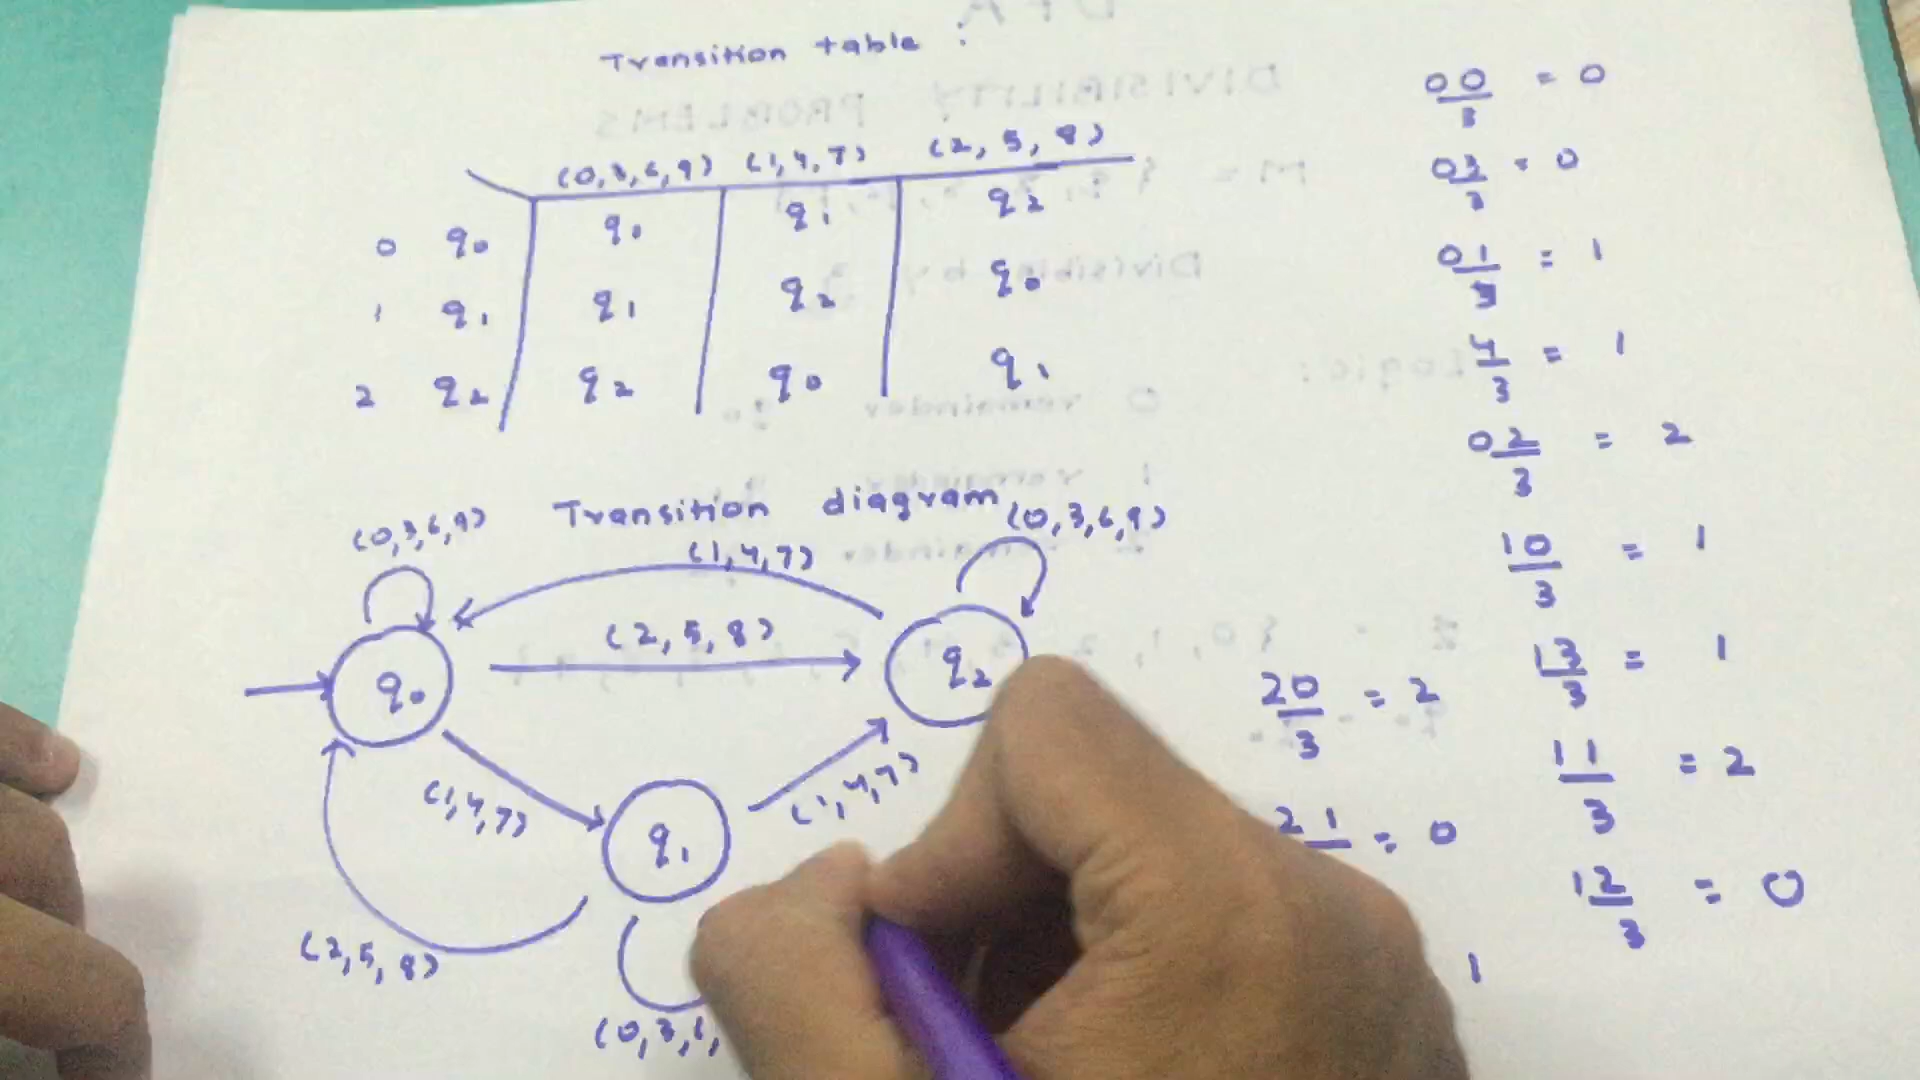 Transition table :
(0,3,6,9) (1,4,7) (2,5,8)
0 q0 q0 q1 q2
1 q1 q1 q2 q0
2 q2 q2 q0 q1
Transition diagram
(0,3,6,9)
(0,3,6,9)
(1,4,7)
(2,5,8)
q0
q2
(1,4,7)
(1,4,7)
q1
(2,5,8)
(0,3,6,
00/3 = 0
03/3 = 0
01/3 = 1
4/3 = 1
02/3 = 2
10/3 = 1
13/3 = 1
11/3 = 2
12/3 = 0
20/3 = 2
21 = 0
1